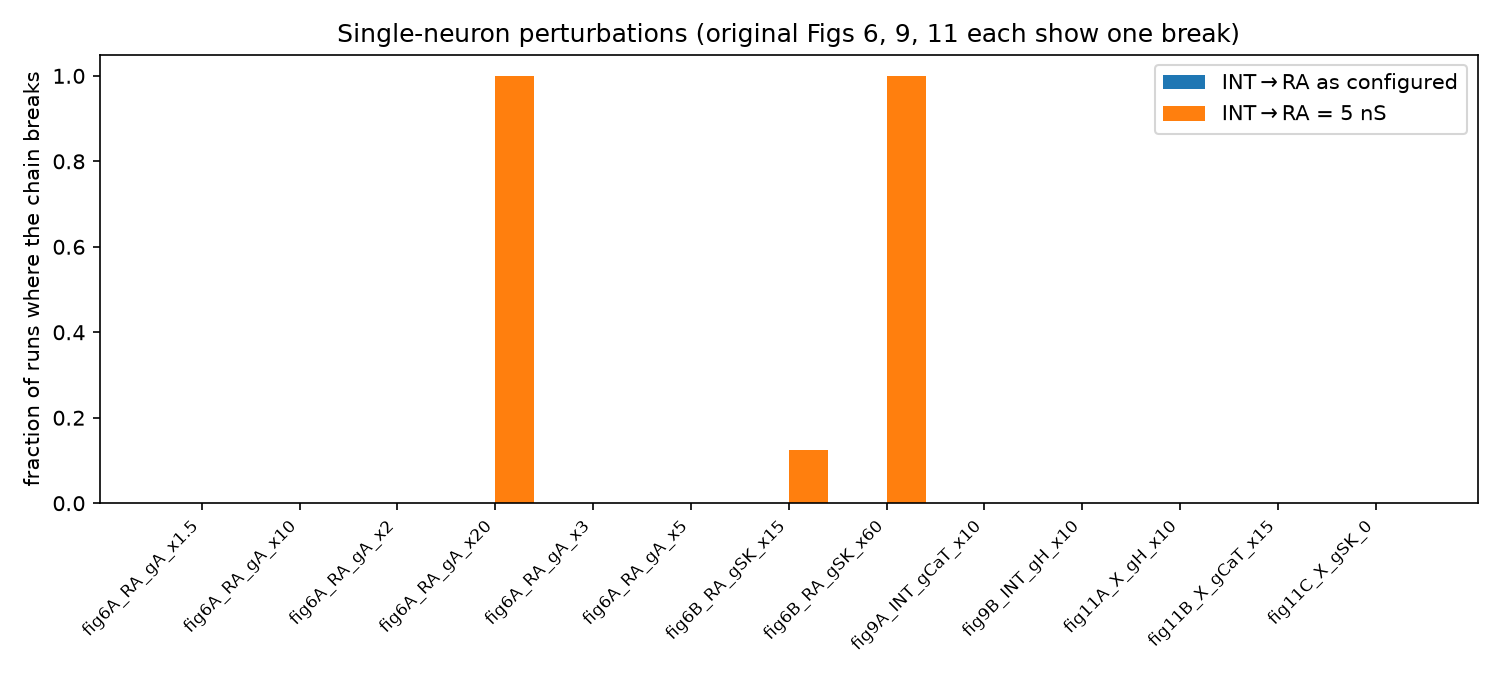 Single-neuron perturbations (original Figs 6, 9, 11 each show one break)
fraction of runs where the chain breaks
1.0
0.8
0.6
0.4
0.2
0.0
INT→RA as configured
INT→RA = 5 nS
fig6A_RA_gA_x1.5
fig6A_RA_gA_x10
fig6A_RA_gA_x2
fig6A_RA_gA_x20
fig6A_RA_gA_x3
fig6A_RA_gA_x5
fig6B_RA_gSK_x15
fig6B_RA_gSK_x60
fig9A_INT_gCaT_x10
fig9B_INT_gH_x10
fig11A_X_gH_x10
fig11B_X_gCaT_x15
fig11C_X_gSK_0